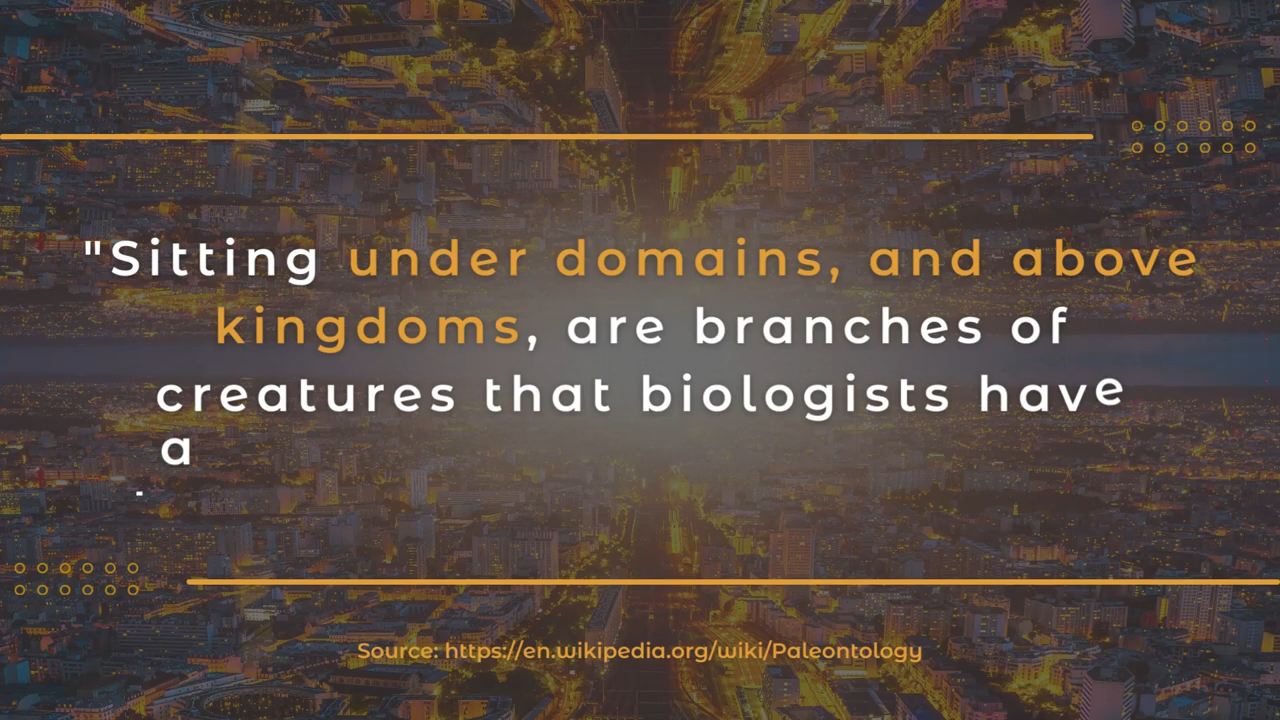 "Sitting under domains, and above
kingdoms, are branches of
creatures that biologists have
a
Source: https://en.wikipedia.org/wiki/Paleontology